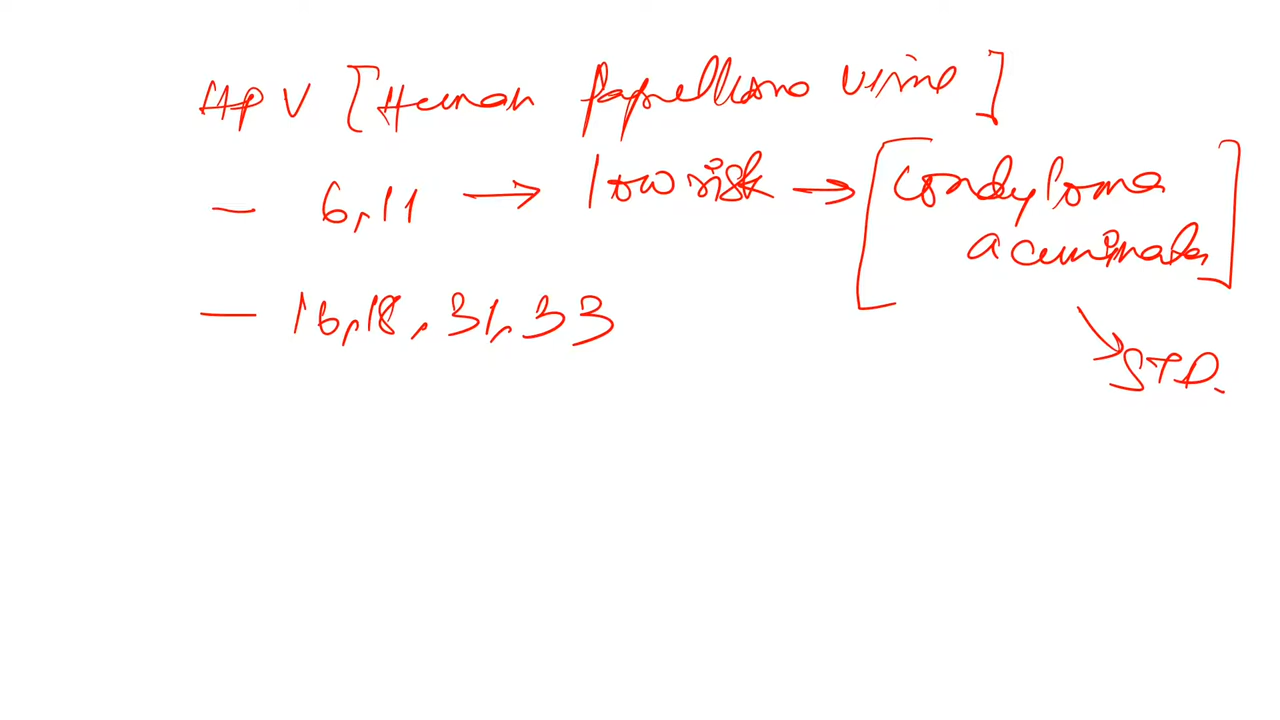 HPV [Human Papilloma virus]
- 6,11 → low risk → [condyloma
acuminata]
- 16,18, 31, 33
↘ STD.